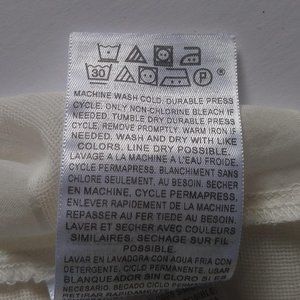 30 P
MACHINE WASH COLD, DURABLE PRESS
CYCLE. ONLY NON-CHLORINE BLEACH IF
NEEDED. TUMBLE DRY DURABLE PRESS
CYCLE, REMOVE PROMPTLY. WARM IRON IF
NEEDED. WASH AND DRY WITH LIKE
COLORS. LINE DRY POSSIBLE.
LAVAGE A LA MACHINE A L'EAU FROIDE.
CYCLE PERMAPRESS. BLANCHIMENT SANS
CHLORE SEULEMENT, AU BESOIN. SECHER
EN MACHINE, CYCLE PERMAPRESS.
ENLEVER RAPIDEMENT DE LA MACHINE.
REPASSER AU FER TIEDE AU BESOIN.
LAVER ET SECHER AVEC COULEURS
SIMILAIRES. SECHAGE SUR FIL
POSSIBLE.
LAVAR EN LAVADORA CON AGUA FRIA CON
DETERGENTE, CICLO PERMANENT. USAR
BLANQUEADOR SIN CLORO SI ES
NECESARIO. SECADO CICLO
RETIRAR